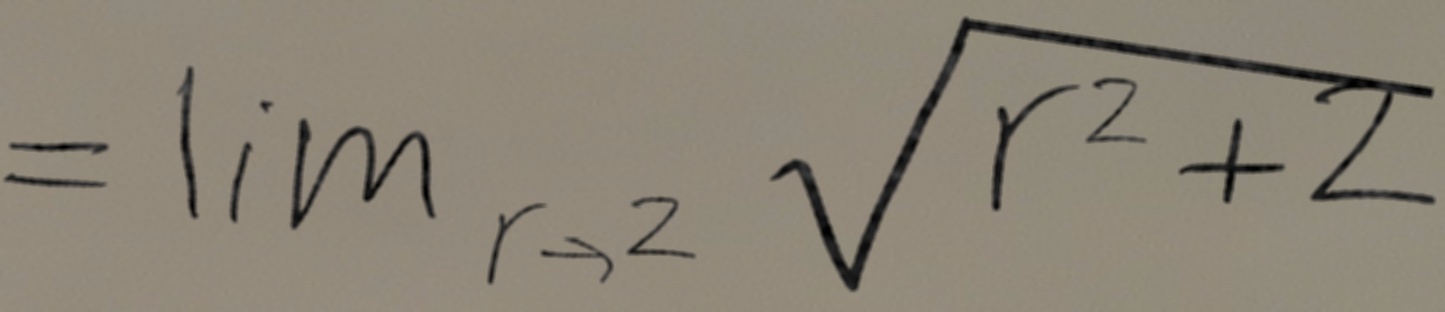 = lim_{r→2} √(r² + 2)